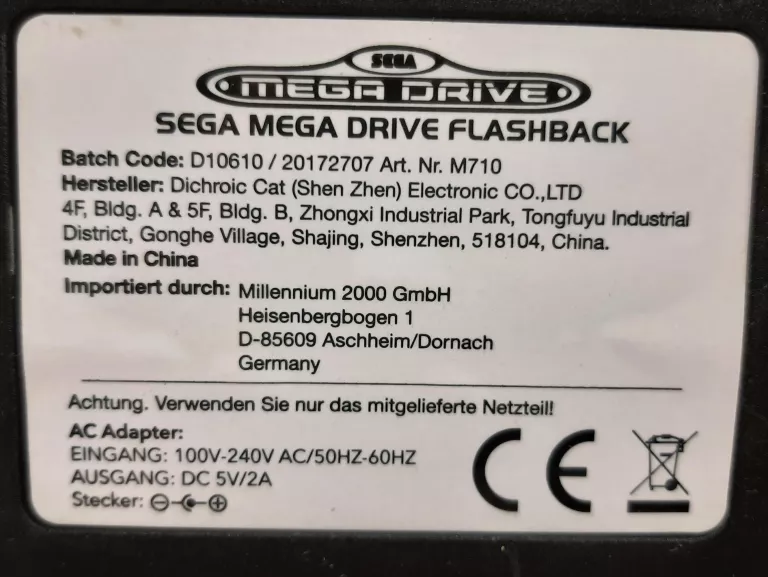 SEGA
MEGA DRIVE
SEGA MEGA DRIVE FLASHBACK
Batch Code: D10610 / 20172707 Art. Nr. M710
Hersteller: Dichroic Cat (Shen Zhen) Electronic CO.,LTD
4F, Bldg. A & 5F, Bldg. B, Zhongxi Industrial Park, Tongfuyu Industrial
District, Gonghe Village, Shajing, Shenzhen, 518104, China.
Made in China
Importiert durch: Millennium 2000 GmbH
Heisenbergbogen 1
D-85609 Aschheim/Dornach
Germany
Achtung. Verwenden Sie nur das mitgelieferte Netzteil!
AC Adapter:
EINGANG: 100V-240V AC/50HZ-60HZ
AUSGANG: DC 5V/2A
Stecker:
CE